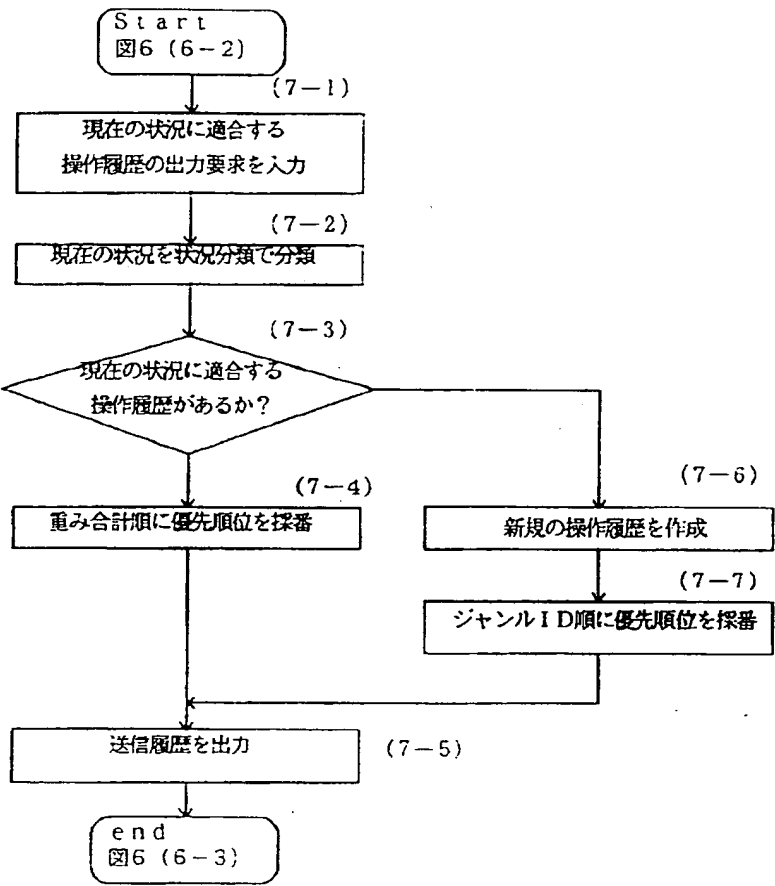 Start
図6(6-2)
(7-1)
現在の状況に適合する
操作履歴の出力要求を入力
(7-2)
現在の状況を状況分類で分類
(7-3)
現在の状況に適合する
操作履歴があるか?
(7-4)
重み合計順に優先順位を採番
(7-6)
新規の操作履歴を作成
(7-7)
ジャンルID順に優先順位を採番
送信履歴を出力
(7-5)
end
図6(6-3)